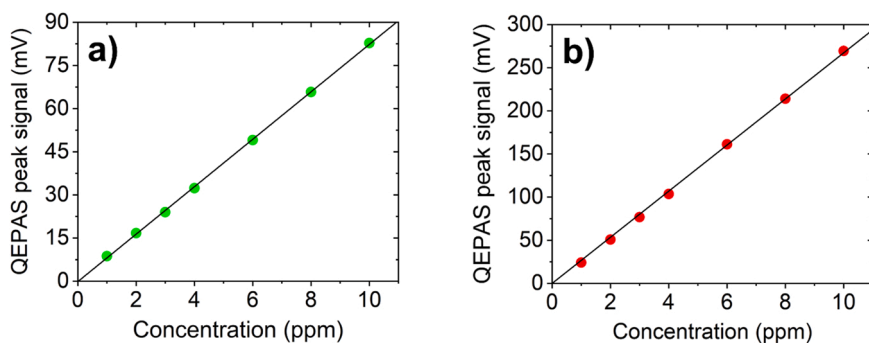 a)
QEPAS peak signal (mV)
90
75
60
45
30
15
0
0 2 4 6 8 10
Concentration (ppm)
b)
QEPAS peak signal (mV)
300
250
200
150
100
50
0
0 2 4 6 8 10
Concentration (ppm)